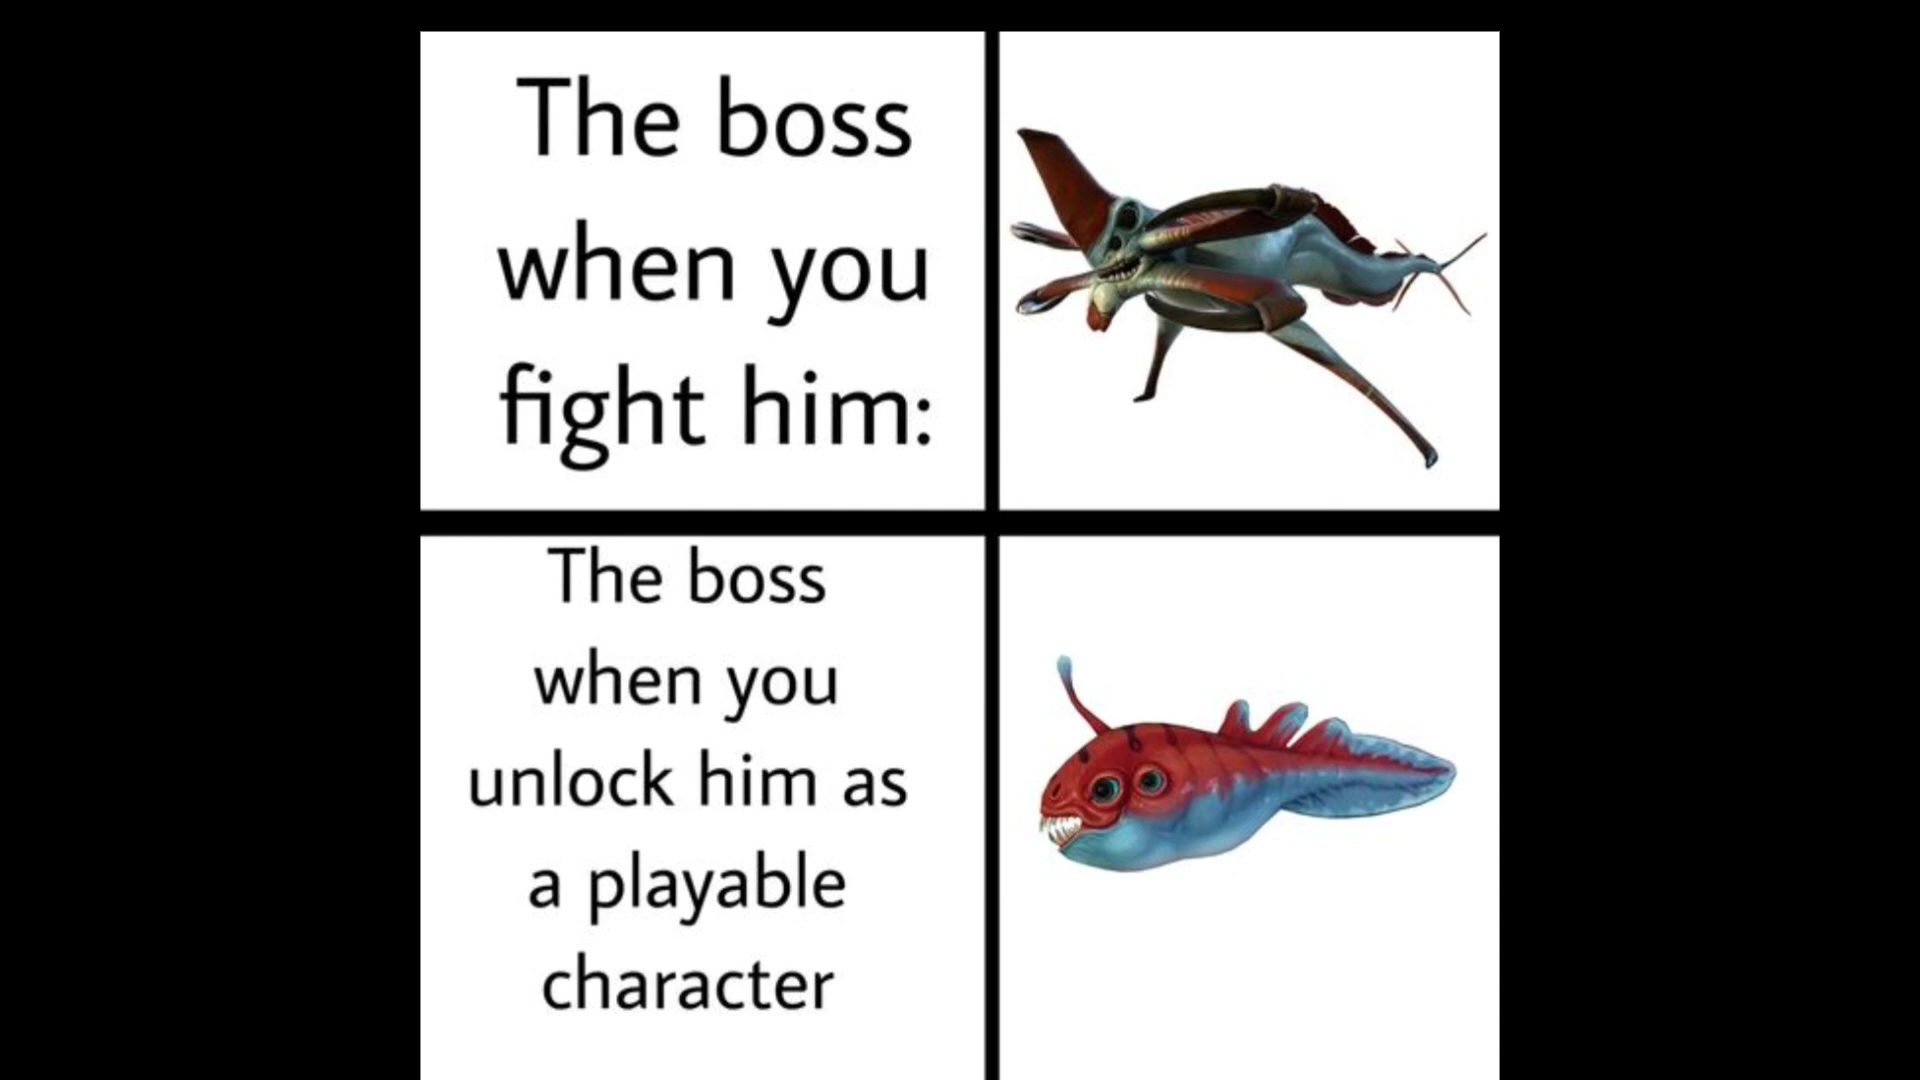 The boss
when you
fight him:
The boss
when you
unlock him as
a playable
character